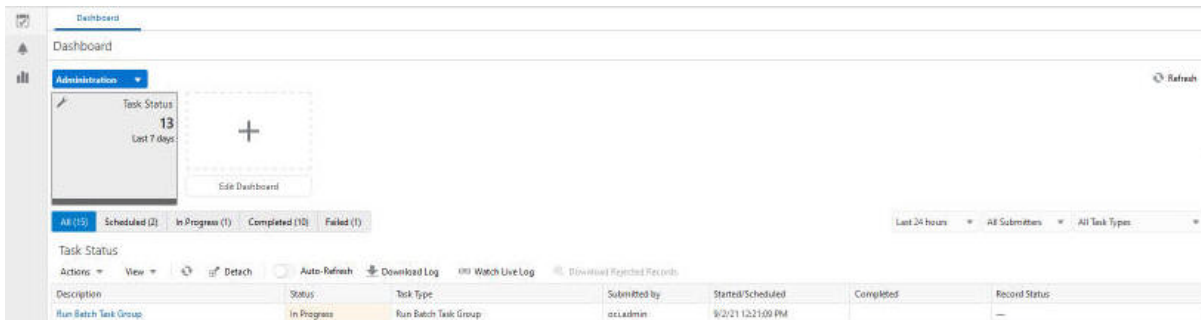 Dashboard
Dashboard
Administration
Refresh
Task Status
13
Last 7 days
Edit Dashboard
All (15) Scheduled (2) In Progress (1) Completed (10) Failed (1) Last 24 hours All Submitters All Task Types
Task Status
Actions View Detach Auto-Refresh Download Log Watch Live Log Download Rejected Records
Description Status Task Type Submitted by Started/Scheduled Completed Record Status
Run Batch Task Group In Progress Run Batch Task Group oci.admin 9/2/21 12:21:09 PM —